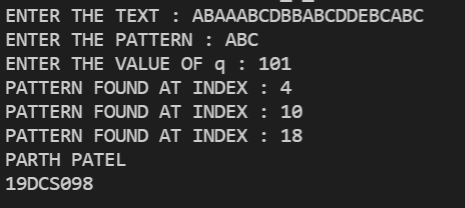 ENTER THE TEXT : ABAAABCDBBABCDDEBCABC
ENTER THE PATTERN : ABC
ENTER THE VALUE OF q : 101
PATTERN FOUND AT INDEX : 4
PATTERN FOUND AT INDEX : 10
PATTERN FOUND AT INDEX : 18
PARTH PATEL
19DCS098